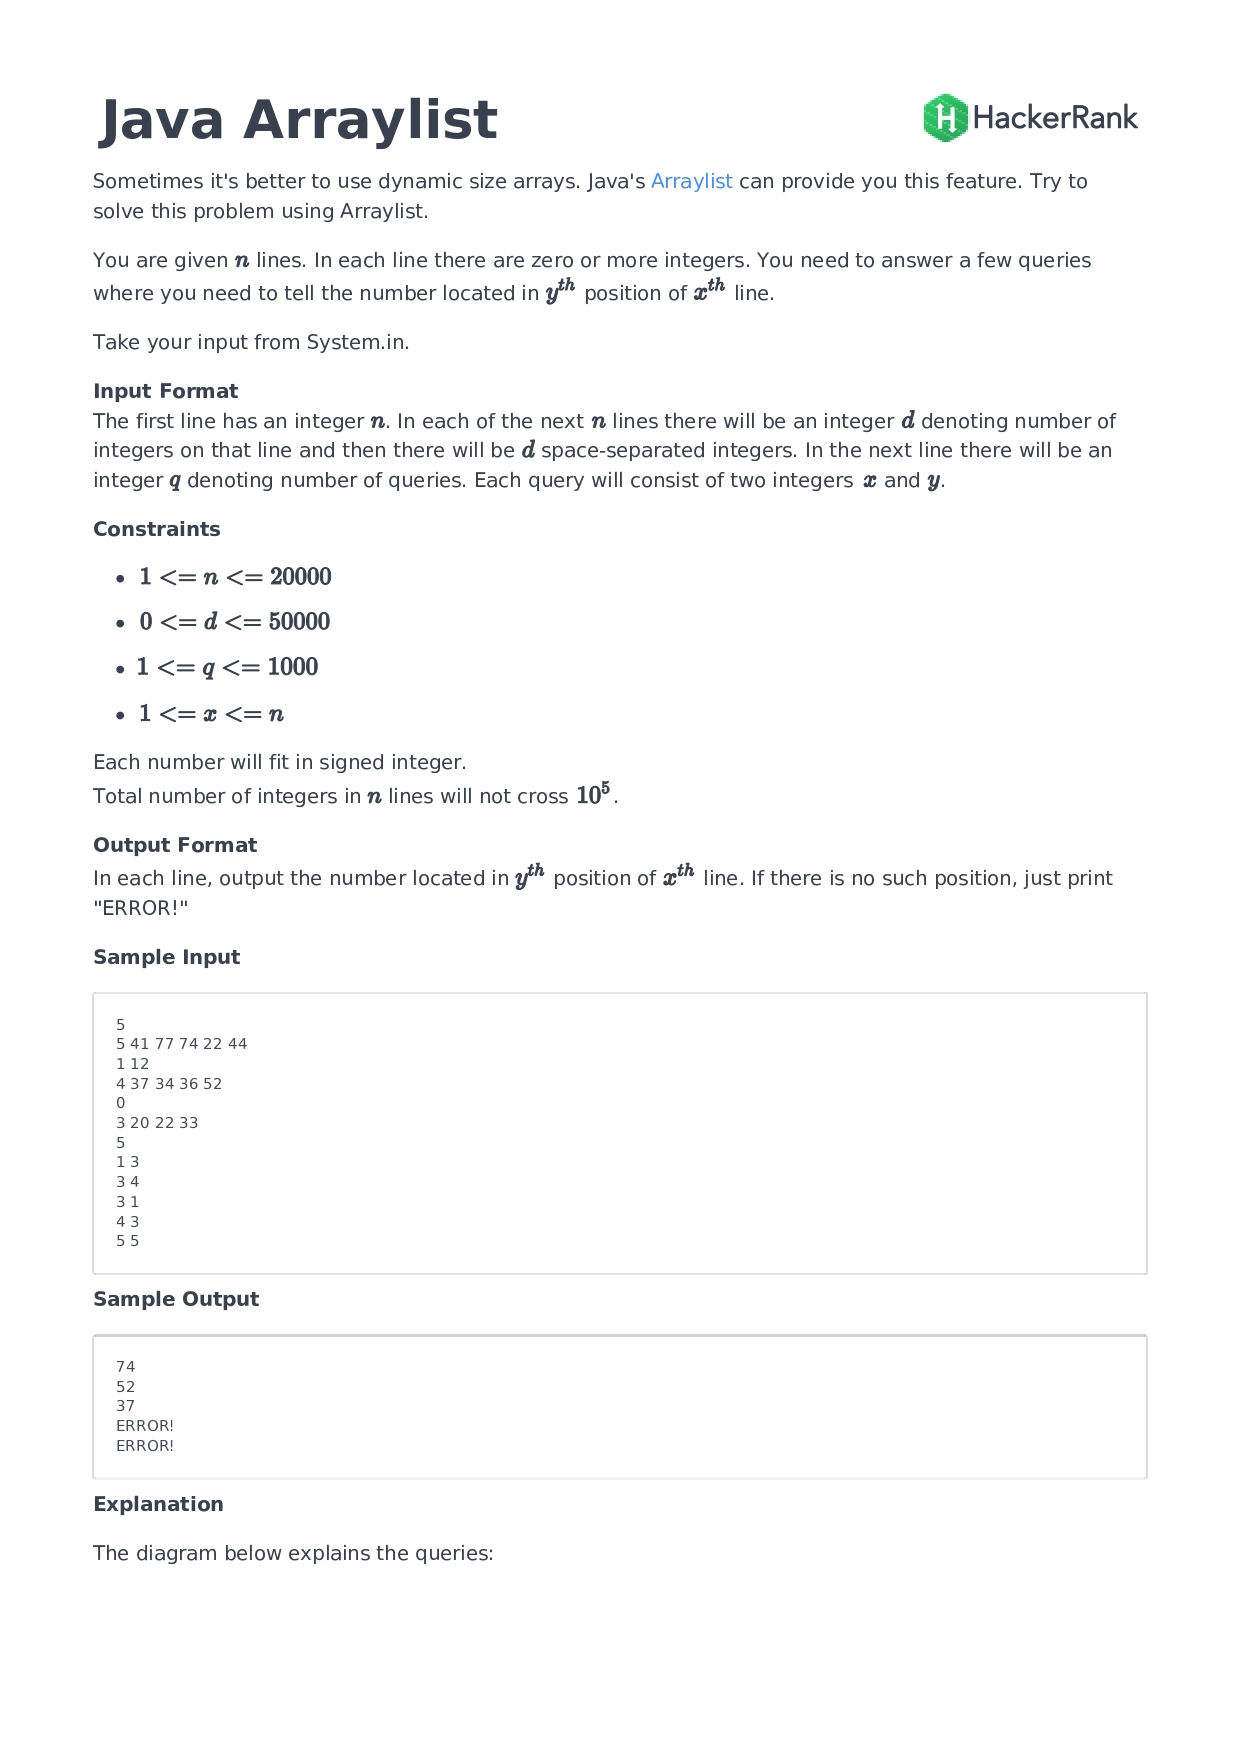 Java Arraylist
HackerRank
Sometimes it's better to use dynamic size arrays. Java's Arraylist can provide you this feature. Try to
solve this problem using Arraylist.
You are given n lines. In each line there are zero or more integers. You need to answer a few queries
where you need to tell the number located in y^th position of x^th line.
Take your input from System.in.
Input Format
The first line has an integer n. In each of the next n lines there will be an integer d denoting number of
integers on that line and then there will be d space-separated integers. In the next line there will be an
integer q denoting number of queries. Each query will consist of two integers x and y.
Constraints
• 1 <= n <= 20000
• 0 <= d <= 50000
• 1 <= q <= 1000
• 1 <= x <= n
Each number will fit in signed integer.
Total number of integers in n lines will not cross 10^5.
Output Format
In each line, output the number located in y^th position of x^th line. If there is no such position, just print
"ERROR!"
Sample Input
5
5 41 77 74 22 44
1 12
4 37 34 36 52
0
3 20 22 33
5
1 3
3 4
3 1
4 3
5 5
Sample Output
74
52
37
ERROR!
ERROR!
Explanation
The diagram below explains the queries: